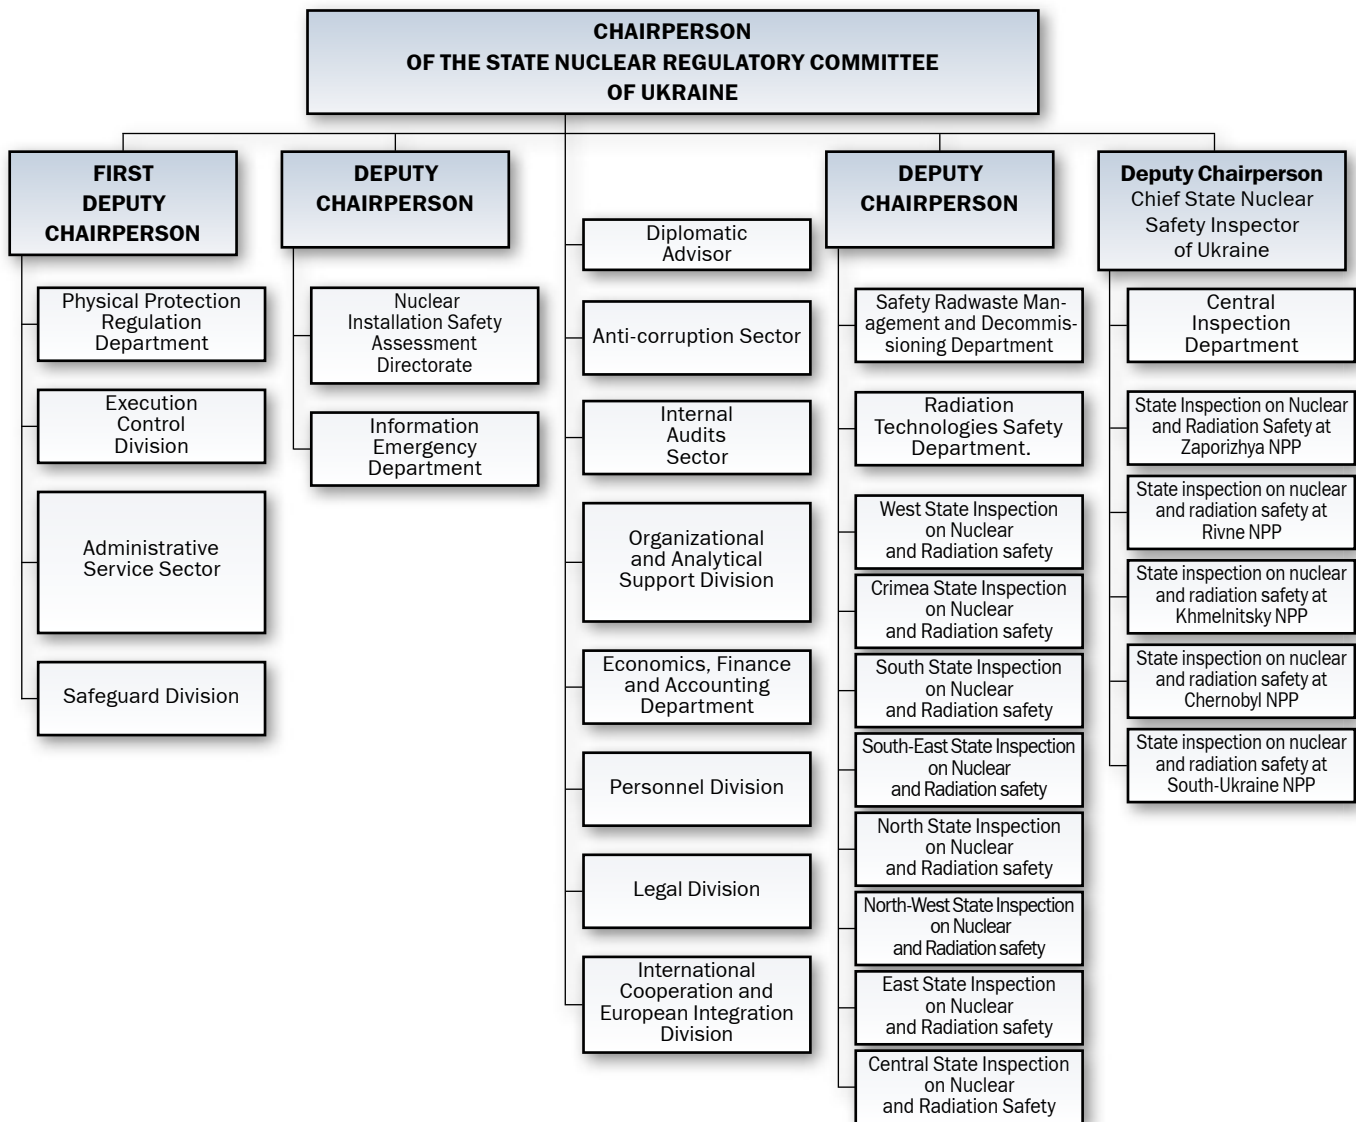 CHAIRPERSON
OF THE STATE NUCLEAR REGULATORY COMMITTEE
OF UKRAINE
FIRST
DEPUTY
CHAIRPERSON
Physical Protection
Regulation
Department
Execution
Control
Division
Administrative
Service Sector
Safeguard Division
DEPUTY
CHAIRPERSON
Nuclear
Installation Safety
Assessment
Directorate
Information
Emergency
Department
Diplomatic
Advisor
Anti-corruption Sector
Internal
Audits
Sector
Organizational
and Analytical
Support Division
Economics, Finance
and Accounting
Department
Personnel Division
Legal Division
International
Cooperation and
European Integration
Division
DEPUTY
CHAIRPERSON
Safety Radwaste Man-
agement and Decommis-
sioning Department
Radiation
Technologies Safety
Department.
West State Inspection
on Nuclear
and Radiation safety
Crimea State Inspection
on Nuclear
and Radiation safety
South State Inspection
on Nuclear
and Radiation safety
South-East State Inspection
on Nuclear
and Radiation safety
North State Inspection
on Nuclear
and Radiation safety
North-West State Inspection
on Nuclear
and Radiation safety
East State Inspection
on Nuclear
and Radiation safety
Central State Inspection
on Nuclear
and Radiation Safety
Deputy Chairperson
Chief State Nuclear
Safety Inspector
of Ukraine
Central
Inspection
Department
State Inspection on Nuclear
and Radiation Safety at
Zaporizhya NPP
State inspection on nuclear
and radiation safety at
Rivne NPP
State inspection on nuclear
and radiation safety at
Khmelnitsky NPP
State inspection on nuclear
and radiation safety at
Chernobyl NPP
State inspection on nuclear
and radiation safety at
South-Ukraine NPP